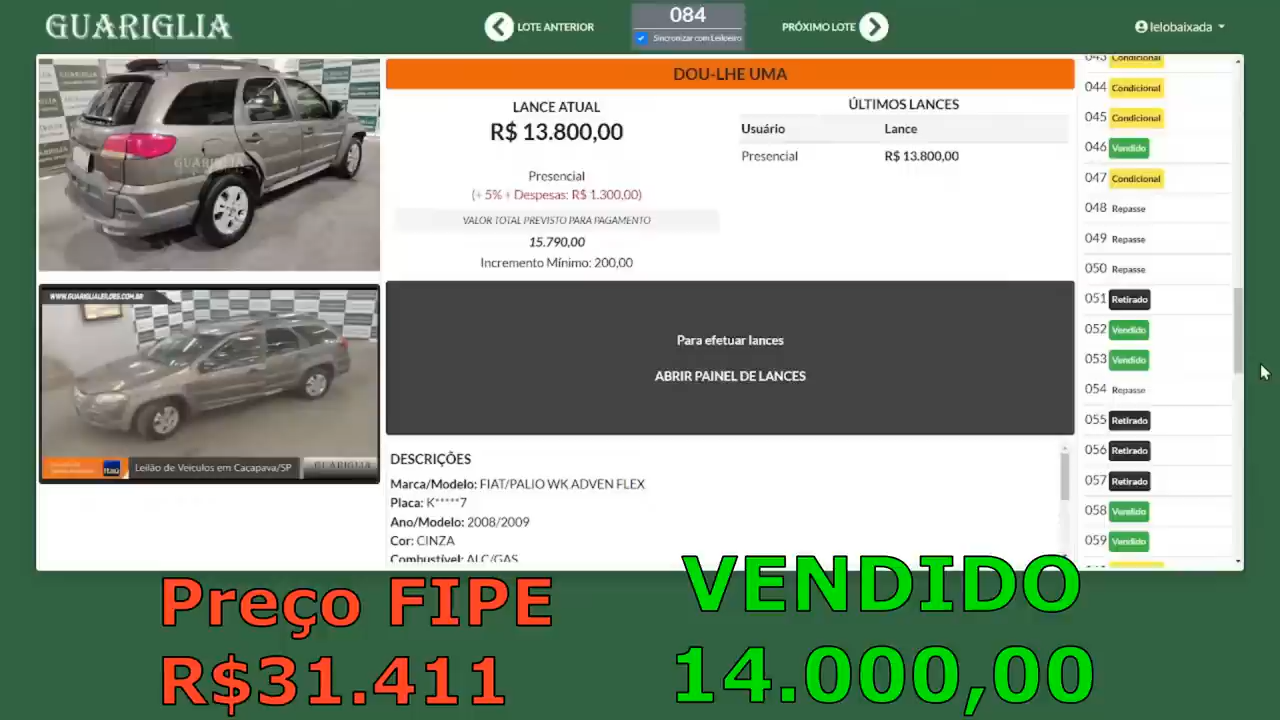 GUARIGLIA
LOTE ANTERIOR
084
Sincronizar com Leiloeiro
PRÓXIMO LOTE
lelobaixada
GUARIGLIA
DOU-LHE UMA
LANCE ATUAL
R$ 13.800,00
Presencial
(+ 5% + Despesas: R$ 1.300,00)
VALOR TOTAL PREVISTO PARA PAGAMENTO
15.790,00
Incremento Mínimo: 200,00
ÚLTIMOS LANCES
Usuário Lance
Presencial R$ 13.800,00
WWW.GUARIGLIALEILOES.COM.BR
Itaú
Leilão de Veículos em Caçapava/SP
GUARIGLIA
Para efetuar lances
ABRIR PAINEL DE LANCES
DESCRIÇÕES
Marca/Modelo: FIAT/PALIO WK ADVEN FLEX
Placa: K*****7
Ano/Modelo: 2008/2009
Cor: CINZA
Combustível: ALC/GAS
043 Condicional
044 Condicional
045 Condicional
046 Vendido
047 Condicional
048 Repasse
049 Repasse
050 Repasse
051 Retirado
052 Vendido
053 Vendido
054 Repasse
055 Retirado
056 Retirado
057 Retirado
058 Vendido
059 Vendido
Preço FIPE
R$31.411
VENDIDO
14.000,00